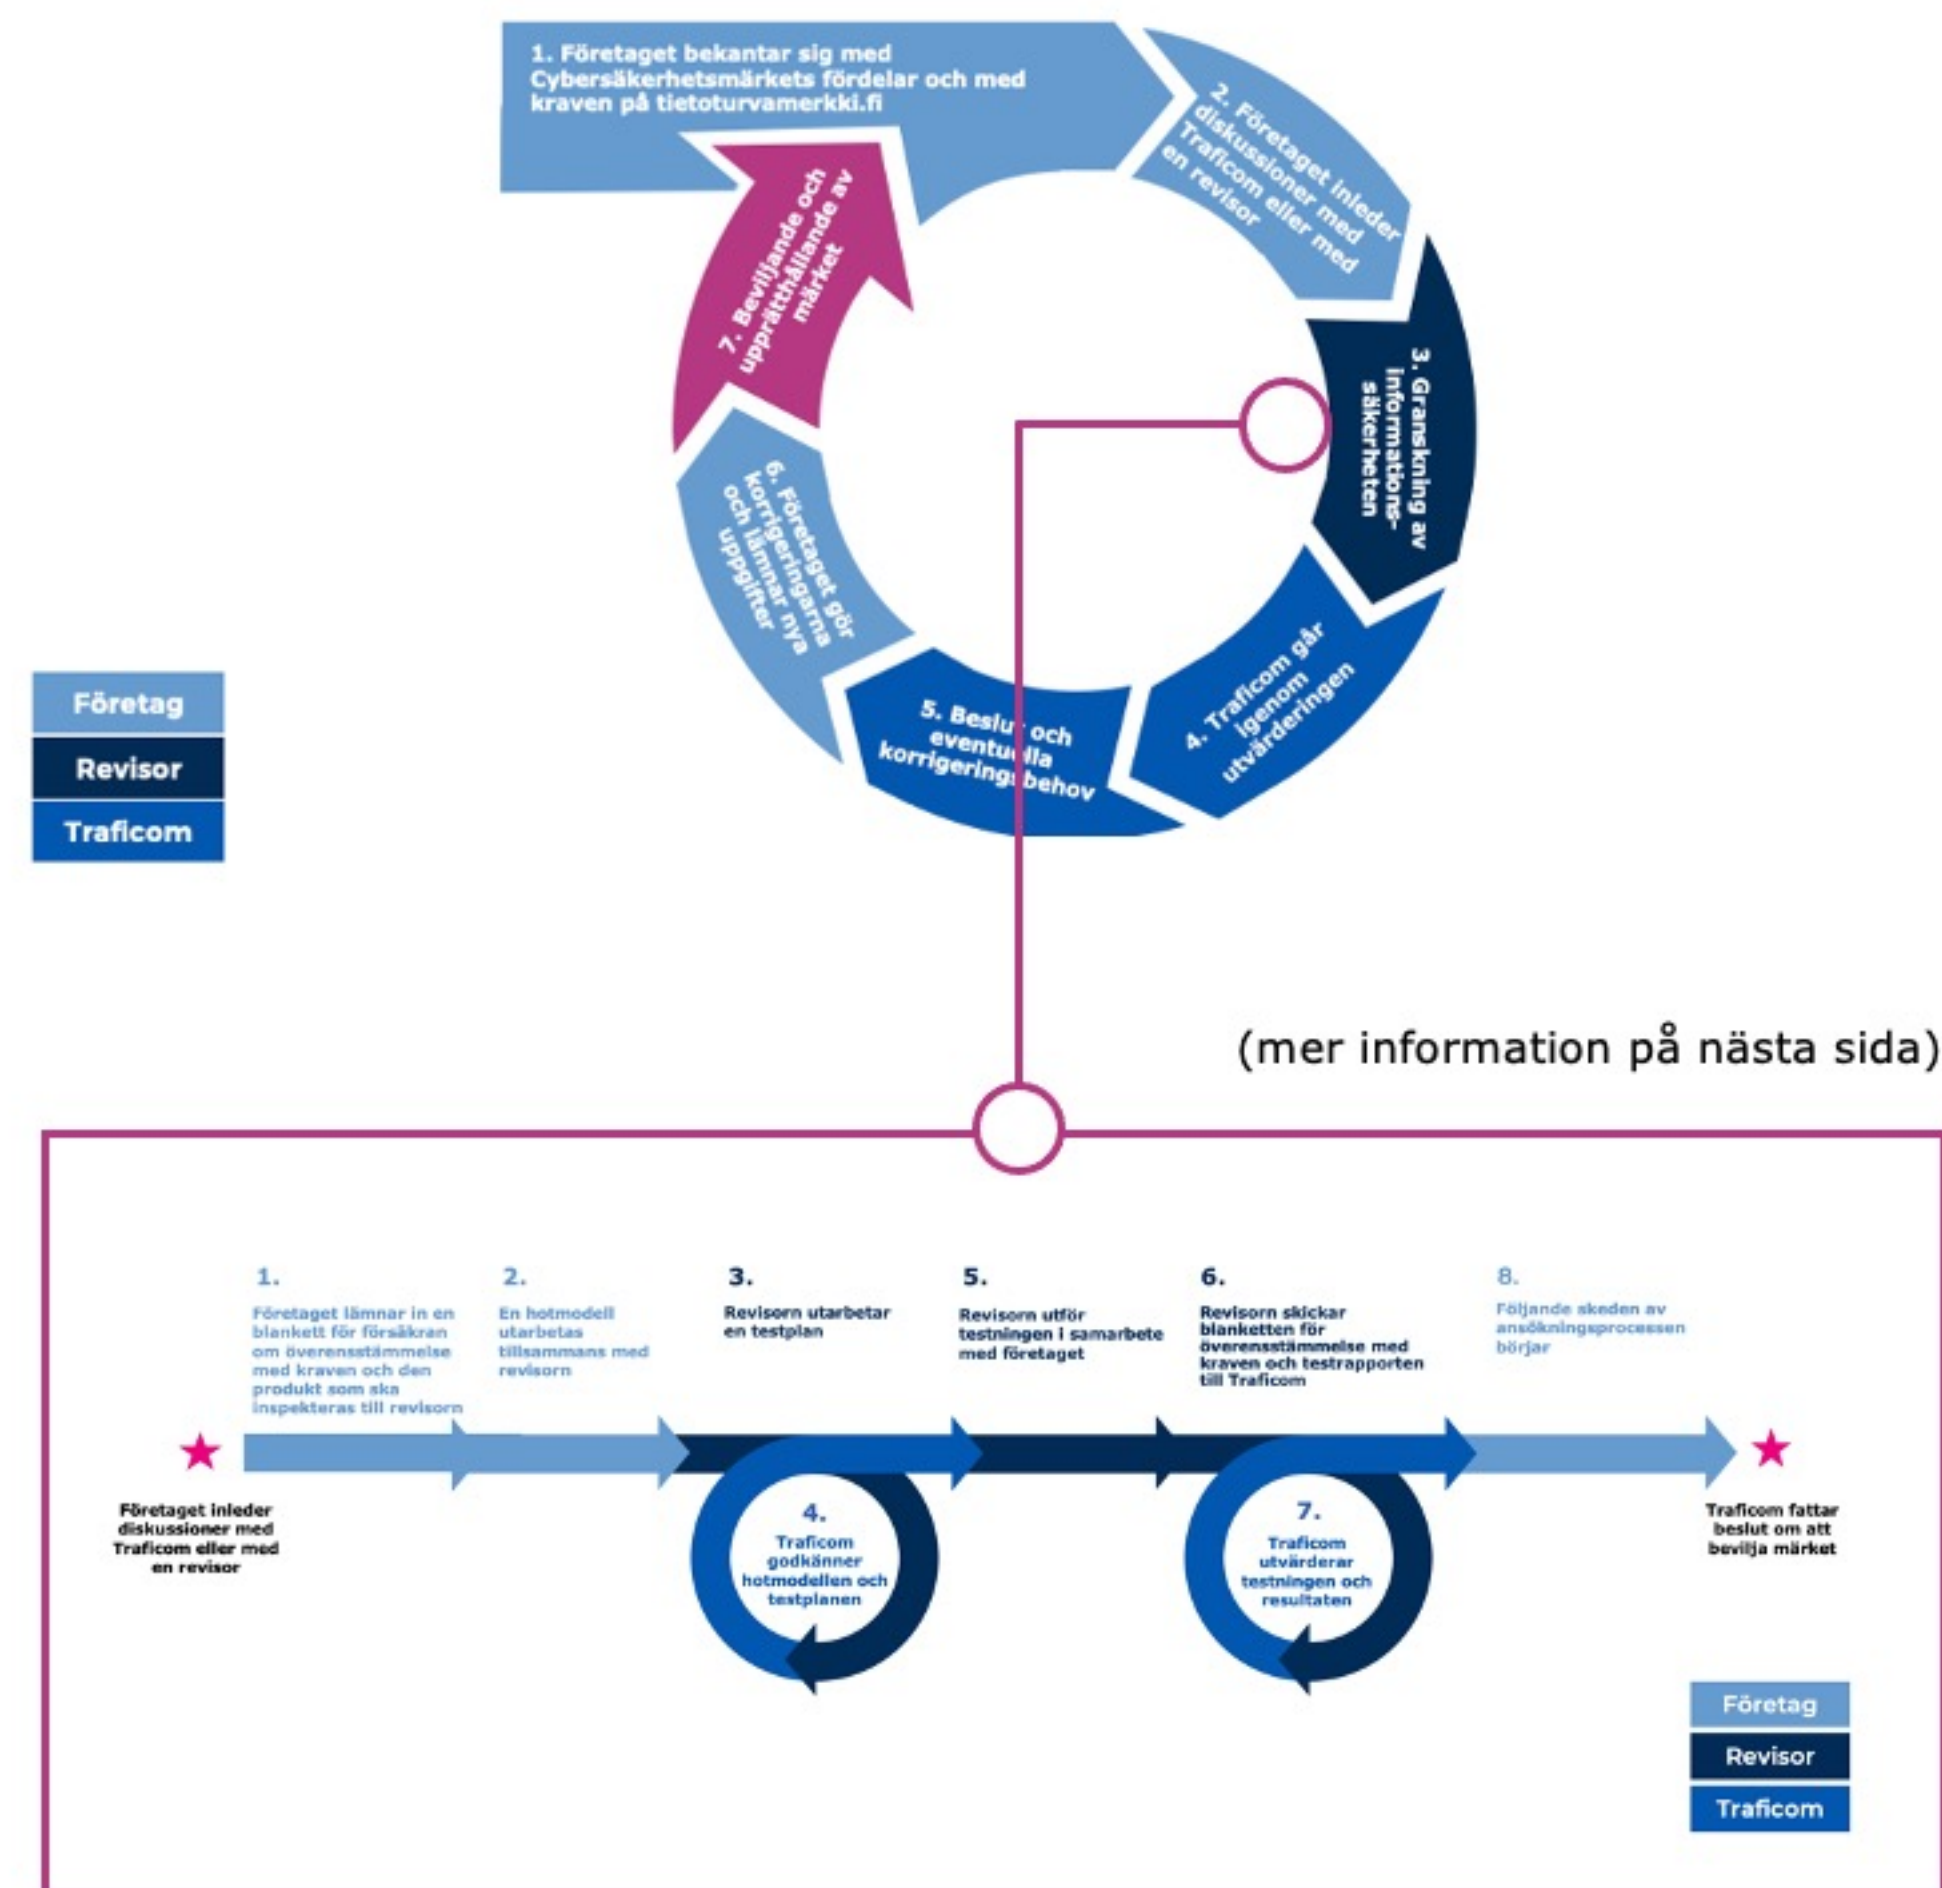 1. Företaget bekantar sig med
Cybersäkerhetsmärkets fördelar och med
kraven på tietoturvamerkki.fi
2. Företaget inleder
diskussioner med
Traficom eller med
en revisor
3. Granskning av
informations-
säkerheten
4. Traficom går
igenom
utvärderingen
5. Beslut och
eventuella
korrigeringsbehov
6. Företaget gör
korrigeringarna
och lämnar nya
uppgifter
7. Beviljande och
upprätthållande av
märket
Företag
Revisor
Traficom
(mer information på nästa sida)
1.
Företaget lämnar in en
blankett för försäkran
om överensstämmelse
med kraven och den
produkt som ska
inspekteras till revisorn
2.
En hotmodell
utarbetas
tillsammans med
revisorn
3.
Revisorn utarbetar
en testplan
5.
Revisorn utför
testningen i samarbete
med företaget
6.
Revisorn skickar
blanketten för
överensstämmelse med
kraven och testrapporten
till Traficom
8.
Följande skeden av
ansökningsprocessen
börjar
Företaget inleder
diskussioner med
Traficom eller med
en revisor
4.
Traficom
godkänner
hotmodellen och
testplanen
7.
Traficom
utvärderar
testningen och
resultaten
Traficom fattar
beslut om att
bevilja märket
Företag
Revisor
Traficom